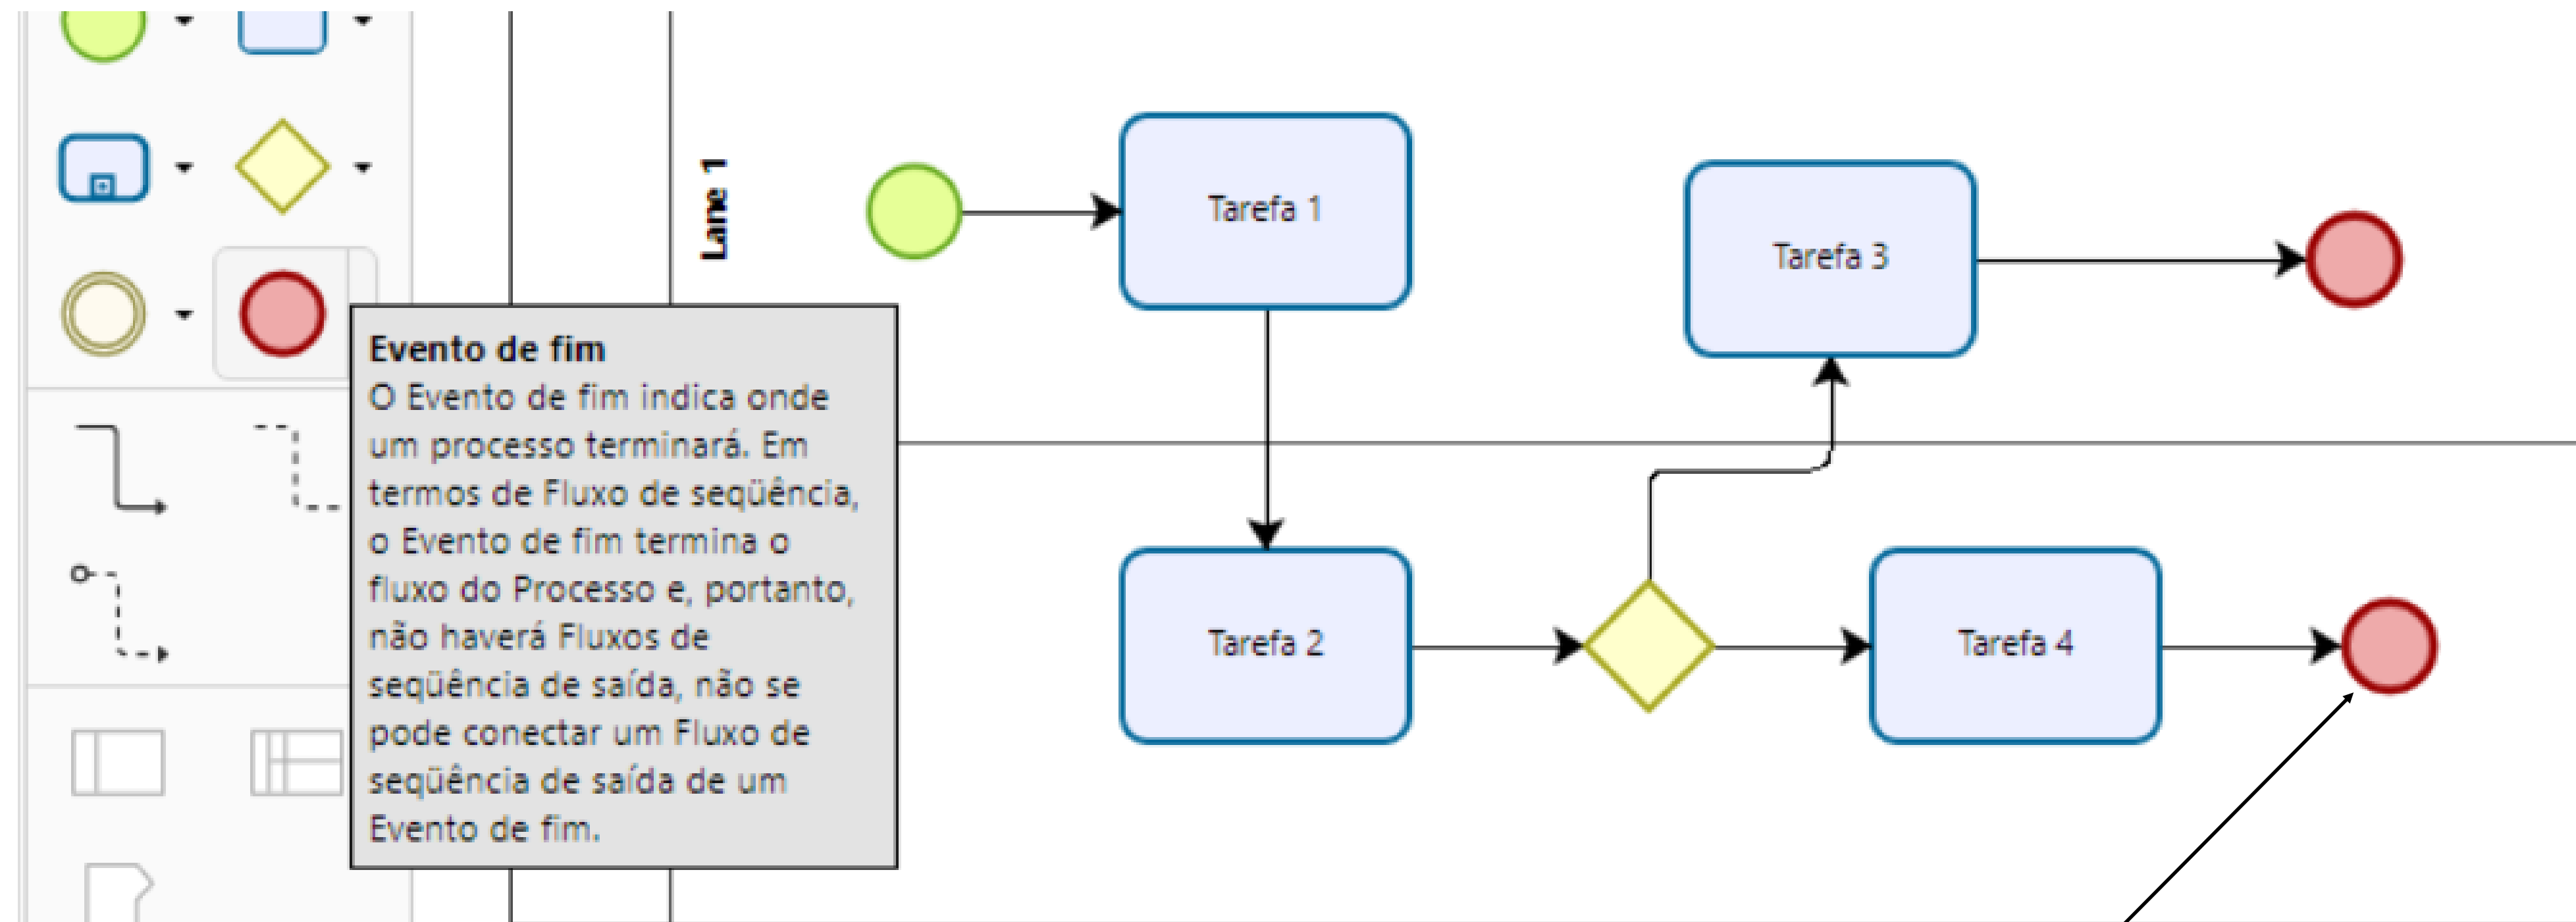 Lane 1
Tarefa 1
Tarefa 3
Evento de fim
O Evento de fim indica onde
um processo terminará. Em
termos de Fluxo de seqüência,
o Evento de fim termina o
fluxo do Processo e, portanto,
não haverá Fluxos de
seqüência de saída, não se
pode conectar um Fluxo de
seqüência de saída de um
Evento de fim.
Tarefa 2
Tarefa 4